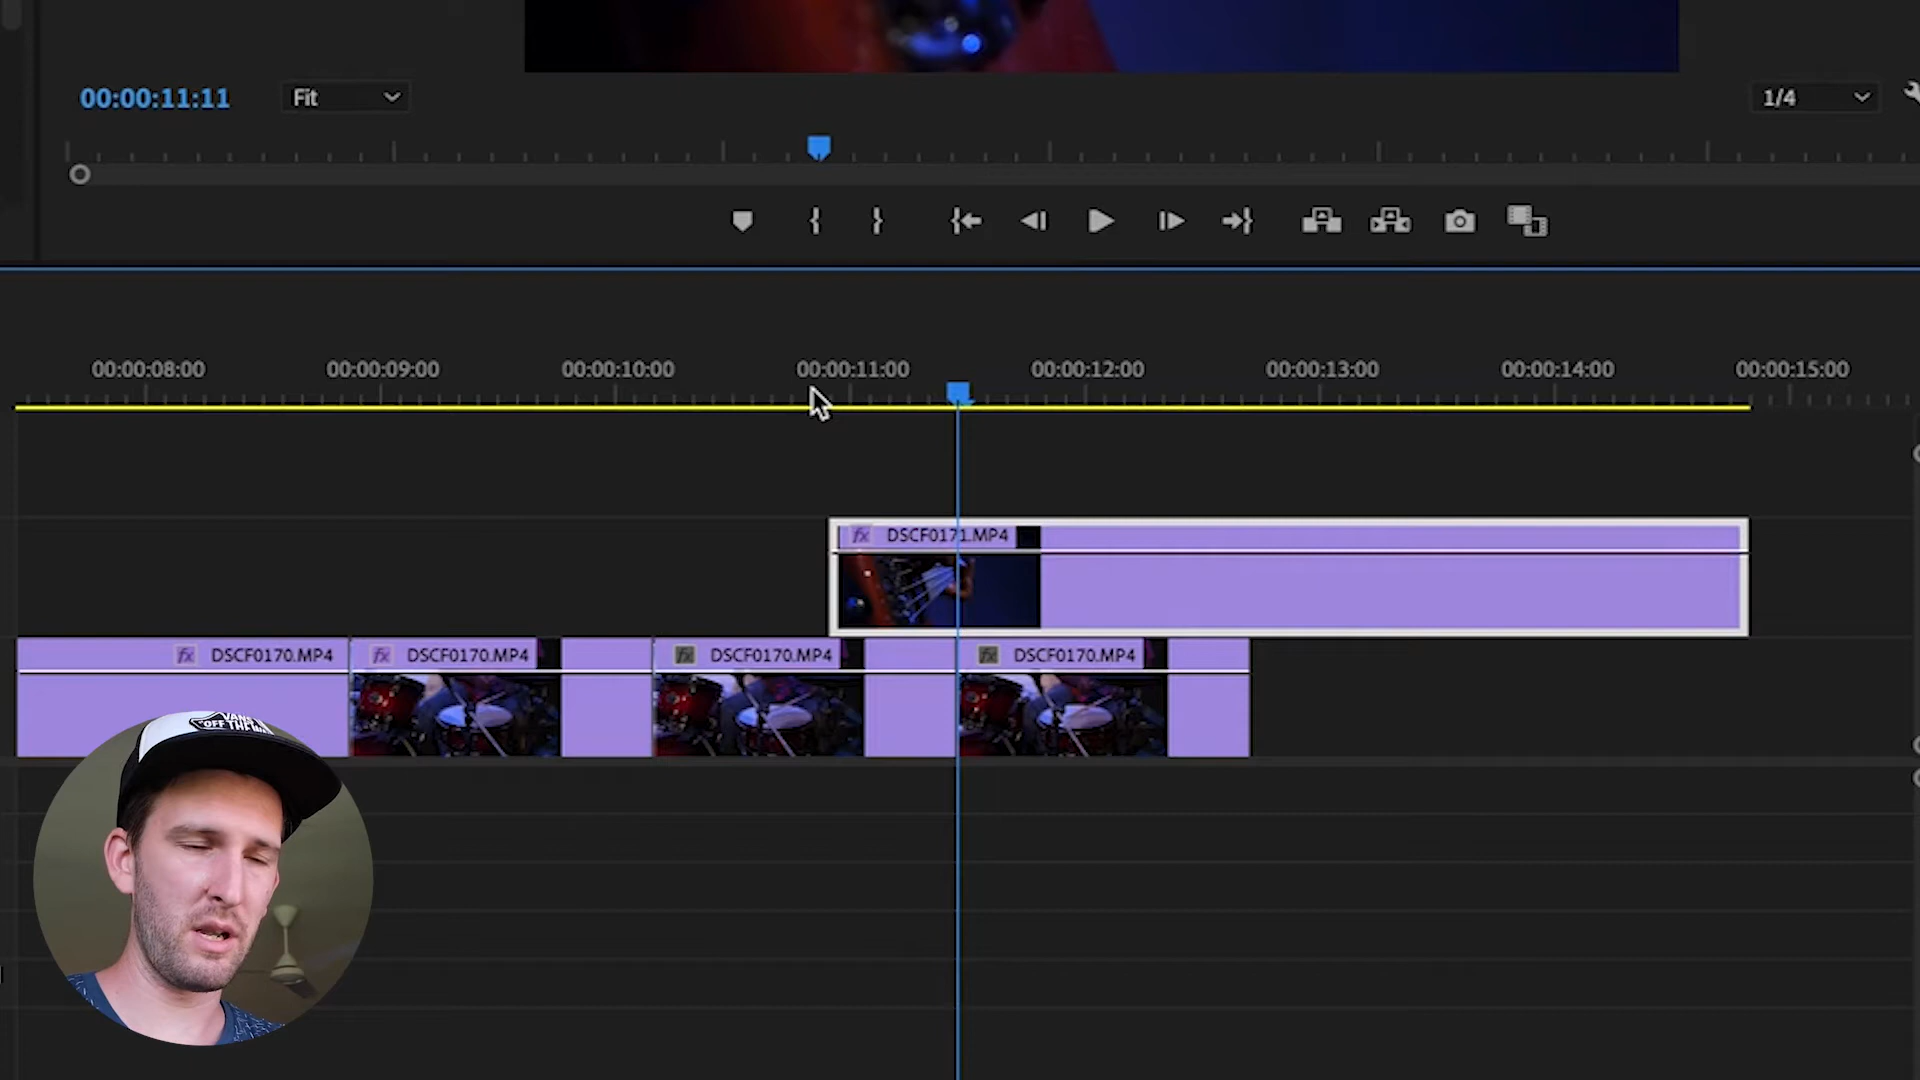 00:00:11:11
Fit
1/4
00:00:08:00 00:00:09:00 00:00:10:00 00:00:11:00 00:00:12:00 00:00:13:00 00:00:14:00 00:00:15:00
fx DSCF0171.MP4
fx DSCF0170.MP4 fx DSCF0170.MP4 fx DSCF0170.MP4 fx DSCF0170.MP4
VANS
"OFF THE WA